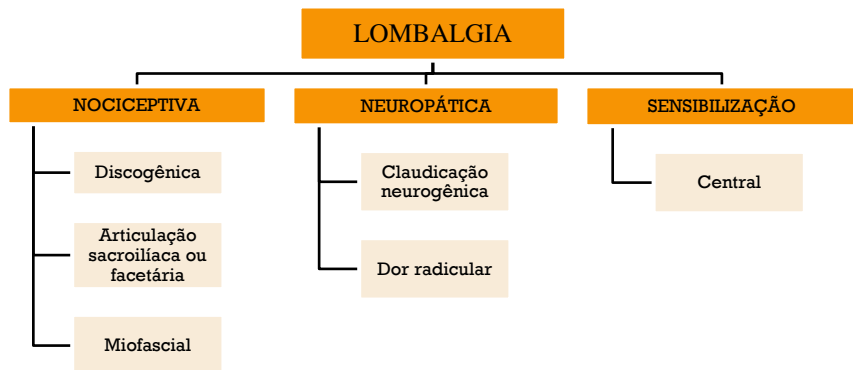 LOMBALGIA
NOCICEPTIVA
Discogênica
Articulação
sacroilíaca ou
facetária
Miofascial
NEUROPÁTICA
Claudicação
neurogênica
Dor radicular
SENSIBILIZAÇÃO
Central